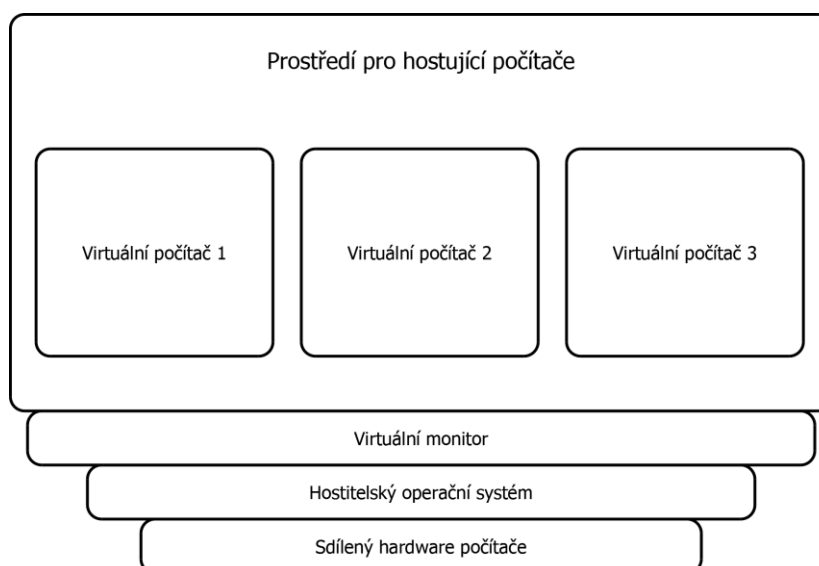 Prostředí pro hostující počítače
Virtuální počítač 1
Virtuální počítač 2
Virtuální počítač 3
Virtuální monitor
Hostitelský operační systém
Sdílený hardware počítače